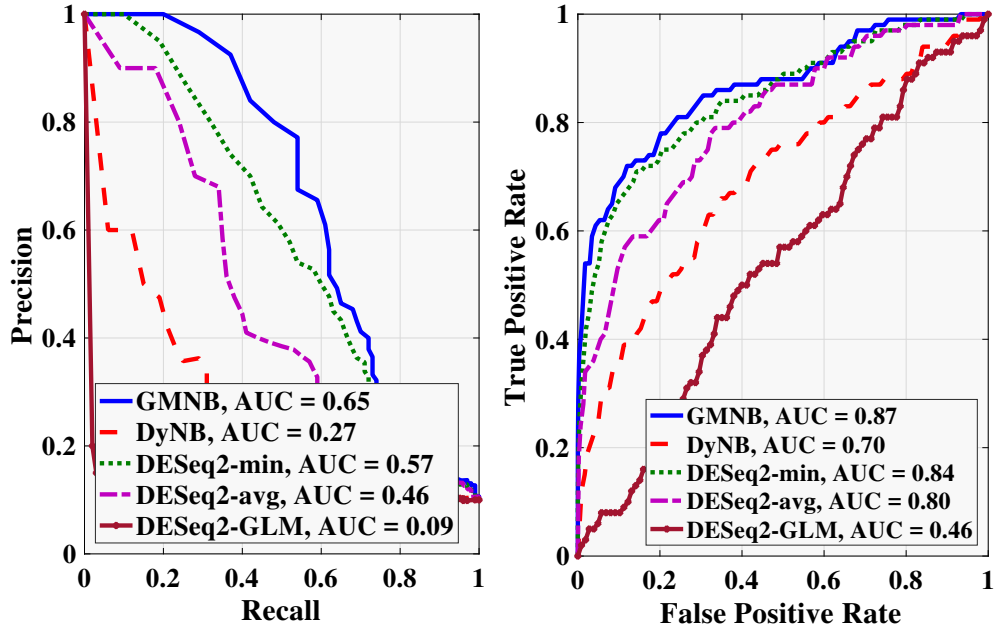 1
0.8
0.6
0.4
0.2
0
Precision
GMNB, AUC = 0.65
DyNB, AUC = 0.27
DESeq2-min, AUC = 0.57
DESeq2-avg, AUC = 0.46
DESeq2-GLM, AUC = 0.09
0 0.2 0.4 0.6 0.8 1
Recall
1
0.8
0.6
0.4
0.2
0
True Positive Rate
GMNB, AUC = 0.87
DyNB, AUC = 0.70
DESeq2-min, AUC = 0.84
DESeq2-avg, AUC = 0.80
DESeq2-GLM, AUC = 0.46
0 0.2 0.4 0.6 0.8 1
False Positive Rate